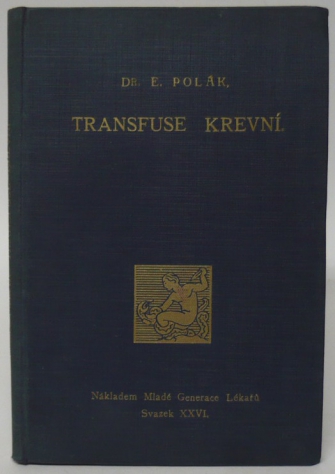 DR. E. POLÁK,
TRANSFUSE KREVNÍ.
Nákladem Mladé Generace Lékařů
Svazek XXVI.